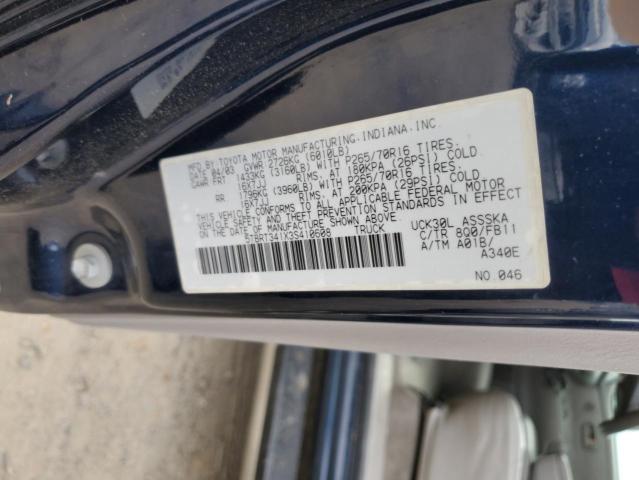 MFD. BY TOYOTA MOTOR MANUFACTURING, INDIANA, INC.
DATE 04/03 GVWR 2726KG (6010LB)
GAWR FRT 1433KG (3160LB) WITH P265/70R16 TIRES,
16X7JJ RIMS, AT 180KPA (26PSI) COLD
RR 1796KG (3960LB) WITH P265/70R16 TIRES,
16X7JJ RIMS, AT 200KPA (29PSI) COLD
THIS VEHICLE CONFORMS TO ALL APPLICABLE FEDERAL MOTOR
VEHICLE SAFETY AND THEFT PREVENTION STANDARDS IN EFFECT
ON THE DATE OF MANUFACTURE SHOWN ABOVE.
5TBRT341X3S410608 TRUCK
UCK30L ASSSKA
C/TR 8Q0/FB11
A/TM A01B/
A340E
NO. 046